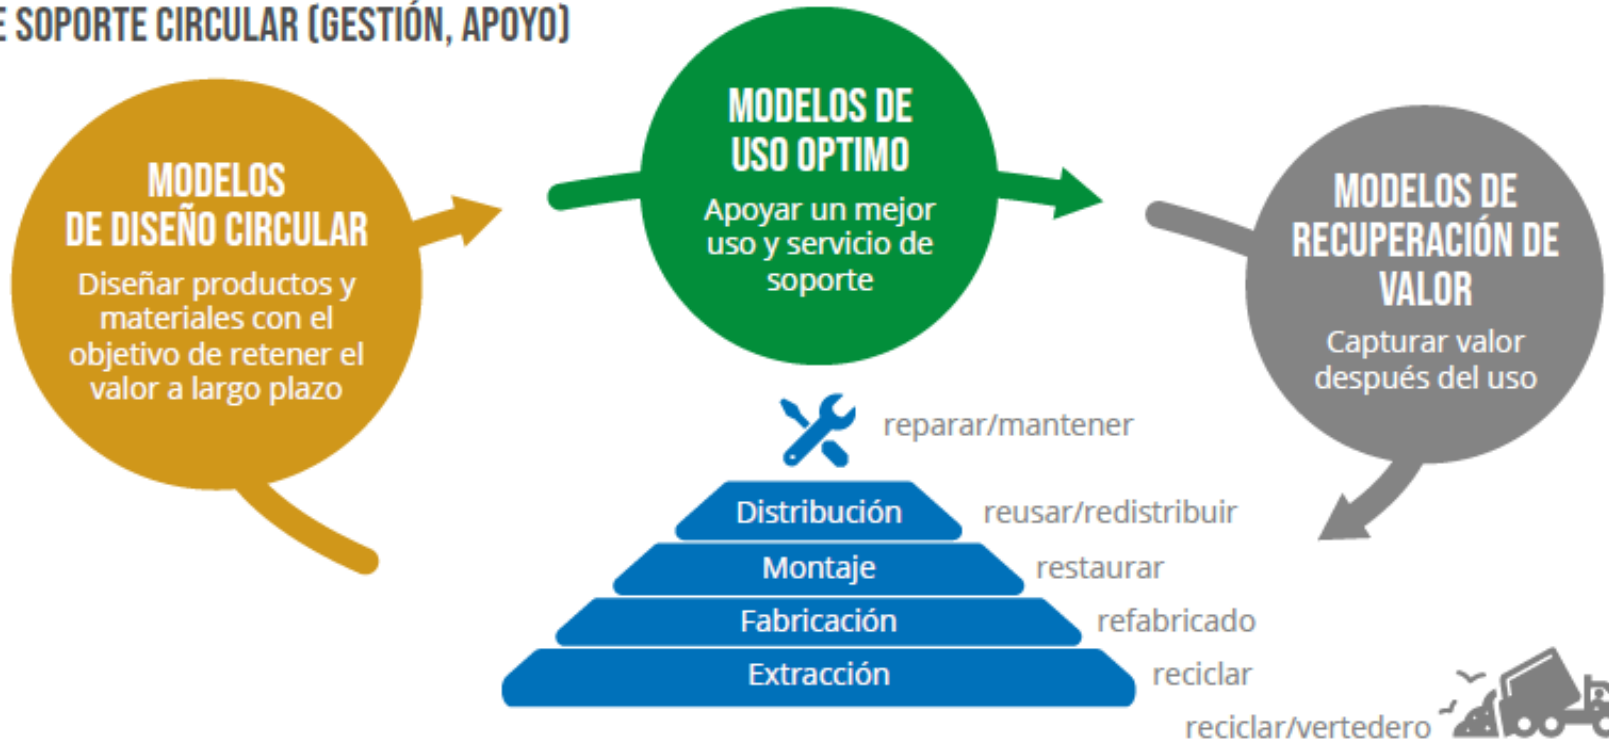 E SOPORTE CIRCULAR (GESTIÓN, APOYO)
MODELOS
DE DISEÑO CIRCULAR
Diseñar productos y
materiales con el
objetivo de retener el
valor a largo plazo
MODELOS DE
USO OPTIMO
Apoyar un mejor
uso y servicio de
soporte
MODELOS DE
RECUPERACIÓN DE
VALOR
Capturar valor
después del uso
reparar/mantener
Distribución
reusar/redistribuir
Montaje
restaurar
Fabricación
refabricado
Extracción
reciclar
reciclar/vertedero